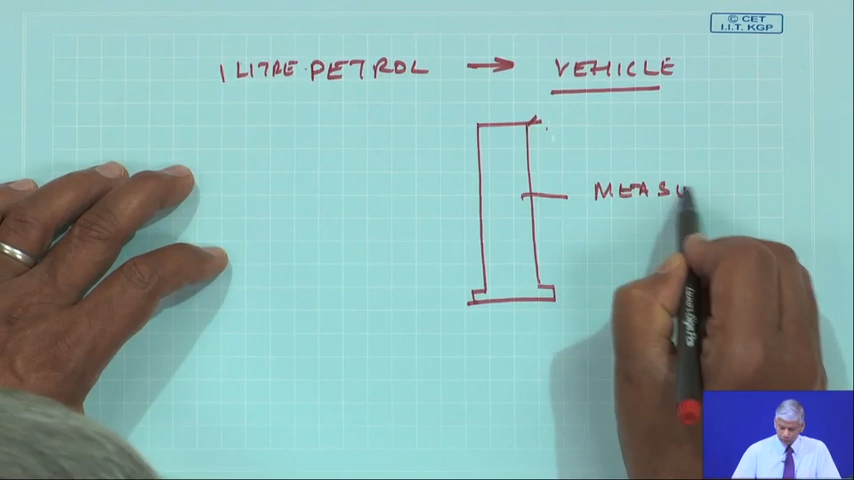 © CET
I.I.T. KGP
1 LITRE PETROL → VEHICLE
MEASU